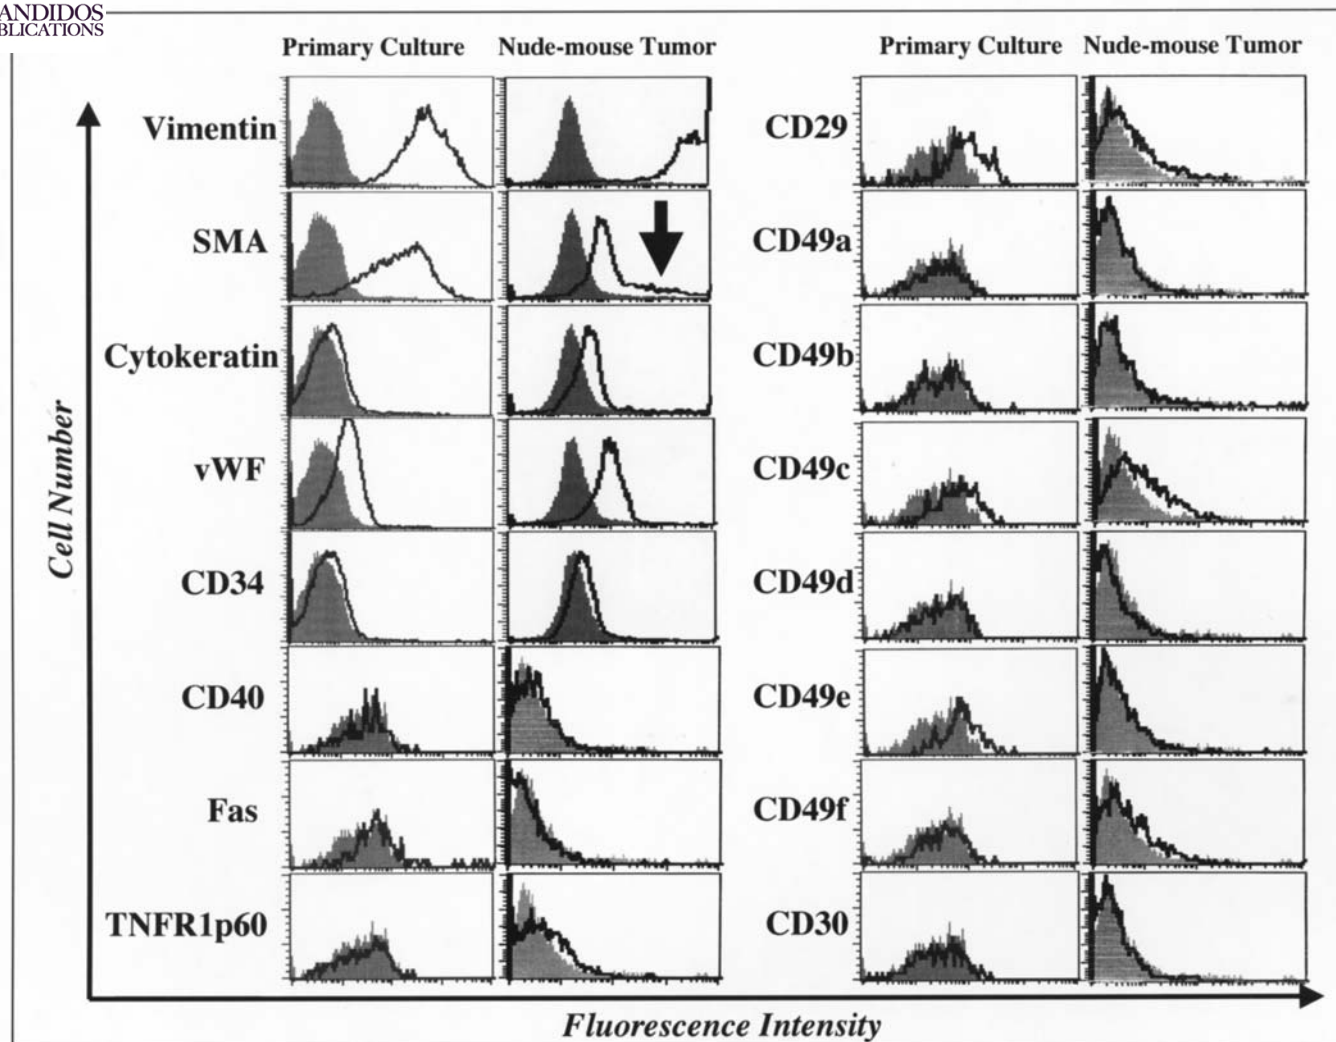 ANDIDOS
BLICATIONS
Primary Culture Nude-mouse Tumor Primary Culture Nude-mouse Tumor
Vimentin CD29
SMA CD49a
Cytokeratin CD49b
vWF CD49c
CD34 CD49d
CD40 CD49e
Fas CD49f
TNFR1p60 CD30
Cell Number
Fluorescence Intensity